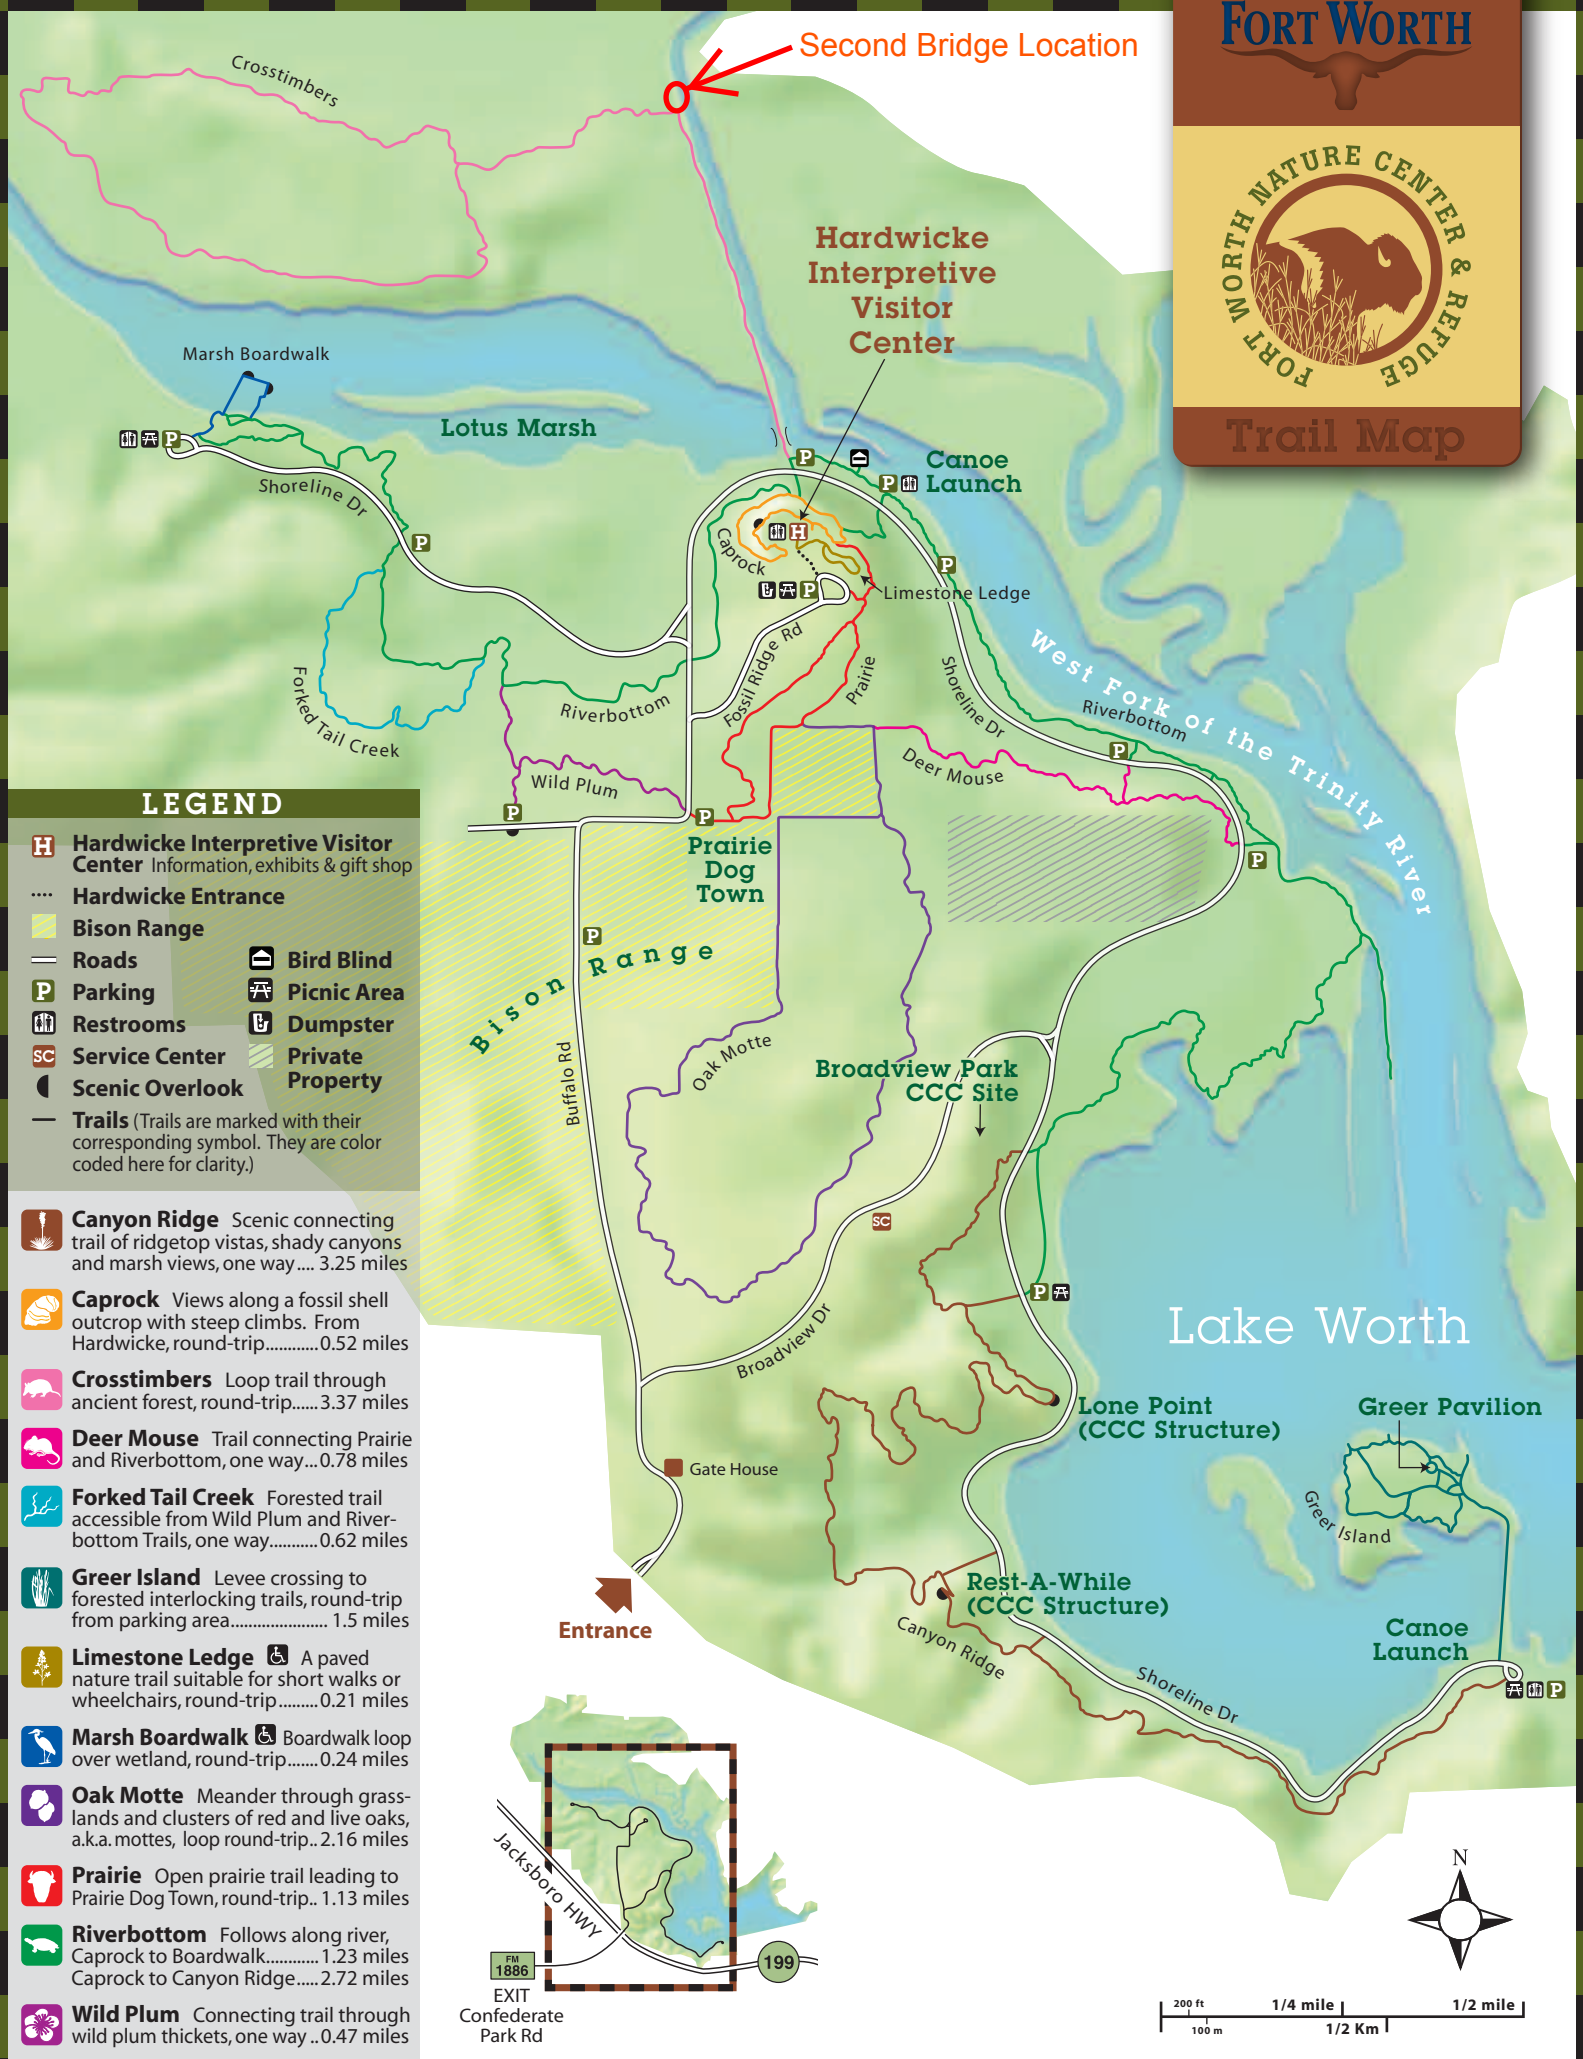 Second Bridge Location
FORT WORTH
FORT WORTH NATURE CENTER & REFUGE
Trail Map
Crosstimbers
Hardwicke
Interpretive
Visitor
Center
Marsh Boardwalk
Lotus Marsh
P
P
Canoe
Launch
P
Shoreline Dr
P
H
Caprock
P
P
Limestone Ledge
Fossil Ridge Rd
Prairie
Shoreline Dr
West Fork of the Trinity River
Riverbottom
Forked Tail Creek
Riverbottom
P
Deer Mouse
Wild Plum
P
P
Prairie
Dog
Town
P
P
Bison Range
Oak Motte
Buffalo Rd
Broadview Park
CCC Site
SC
P
Lake Worth
Broadview Dr
Lone Point
(CCC Structure)
Greer Pavilion
Gate House
Greer Island
Entrance
Rest-A-While
(CCC Structure)
Canyon Ridge
Canoe
Launch
P
Shoreline Dr
LEGEND
H Hardwicke Interpretive Visitor
Center Information, exhibits & gift shop
Hardwicke Entrance
Bison Range
Roads
Bird Blind
P Parking
Picnic Area
Restrooms
Dumpster
SC Service Center
Private
Property
Scenic Overlook
Trails (Trails are marked with their
corresponding symbol. They are color
coded here for clarity.)
Canyon Ridge Scenic connecting
trail of ridgetop vistas, shady canyons
and marsh views, one way.... 3.25 miles
Caprock Views along a fossil shell
outcrop with steep climbs. From
Hardwicke, round-trip............0.52 miles
Crosstimbers Loop trail through
ancient forest, round-trip......3.37 miles
Deer Mouse Trail connecting Prairie
and Riverbottom, one way...0.78 miles
Forked Tail Creek Forested trail
accessible from Wild Plum and River-
bottom Trails, one way...........0.62 miles
Greer Island Levee crossing to
forested interlocking trails, round-trip
from parking area...................... 1.5 miles
Limestone Ledge A paved
nature trail suitable for short walks or
wheelchairs, round-trip.........0.21 miles
Marsh Boardwalk Boardwalk loop
over wetland, round-trip.......0.24 miles
Oak Motte Meander through grass-
lands and clusters of red and live oaks,
a.k.a. mottes, loop round-trip..2.16 miles
Prairie Open prairie trail leading to
Prairie Dog Town, round-trip.. 1.13 miles
Riverbottom Follows along river,
Caprock to Boardwalk............1.23 miles
Caprock to Canyon Ridge.....2.72 miles
Wild Plum Connecting trail through
wild plum thickets, one way ..0.47 miles
Jacksboro HWY
FM
1886
EXIT
Confederate
Park Rd
199
N
200 ft 1/4 mile 1/2 mile
100 m 1/2 Km